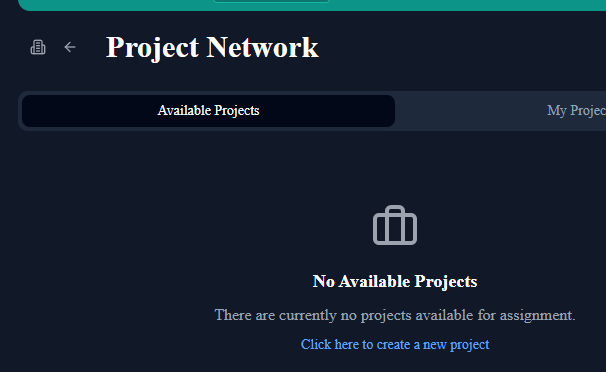 Project Network
Available Projects
My Projec
No Available Projects
There are currently no projects available for assignment.
Click here to create a new project